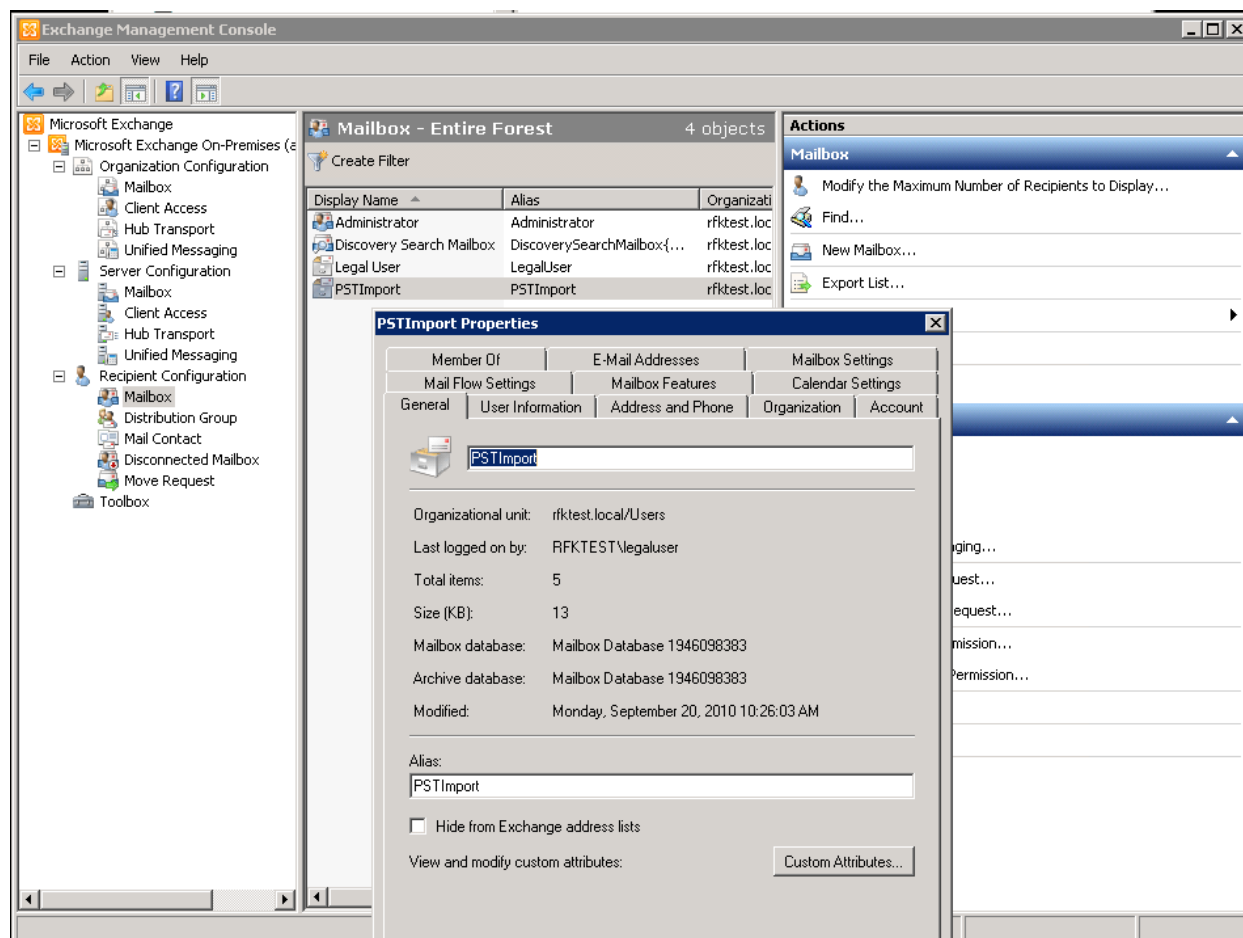 Exchange Management Console
File Action View Help
Microsoft Exchange
Microsoft Exchange On-Premises (a
Organization Configuration
Mailbox
Client Access
Hub Transport
Unified Messaging
Server Configuration
Mailbox
Client Access
Hub Transport
Unified Messaging
Recipient Configuration
Mailbox
Distribution Group
Mail Contact
Disconnected Mailbox
Move Request
Toolbox
Mailbox - Entire Forest 4 objects
Create Filter
Display Name Alias Organizati
Administrator Administrator rfktest.loc
Discovery Search Mailbox DiscoverySearchMailbox{... rfktest.loc
Legal User LegalUser rfktest.loc
PSTImport PSTImport rfktest.loc
Actions
Mailbox
Modify the Maximum Number of Recipients to Display...
Find...
New Mailbox...
Export List...
PSTImport Properties
Member Of E-Mail Addresses Mailbox Settings
Mail Flow Settings Mailbox Features Calendar Settings
General User Information Address and Phone Organization Account
PSTImport
Organizational unit: rfktest.local/Users
Last logged on by: RFKTEST\legaluser
Total items: 5
Size (KB): 13
Mailbox database: Mailbox Database 1946098383
Archive database: Mailbox Database 1946098383
Modified: Monday, September 20, 2010 10:26:03 AM
Alias:
PSTImport
Hide from Exchange address lists
View and modify custom attributes: Custom Attributes...
ging...
uest...
equest...
mission...
Permission...